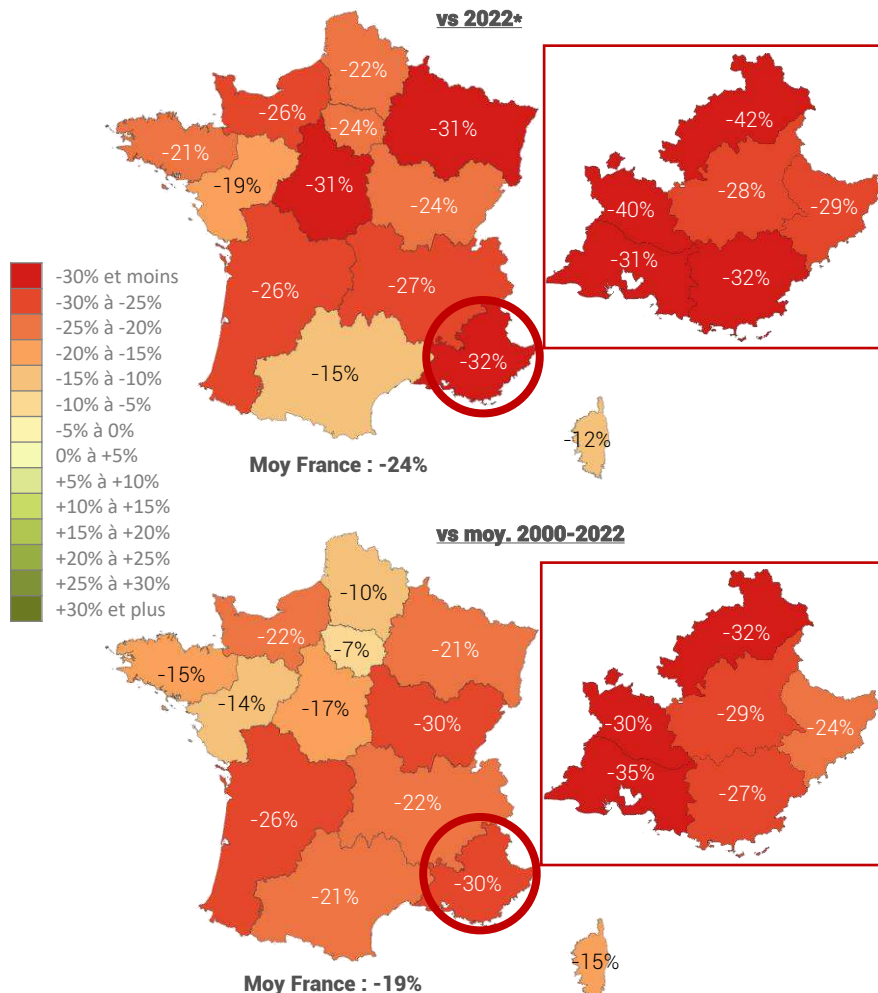 vs 2022*
-22%
-26%
-24%
-31%
-21%
-19%
-31%
-24%
-26%
-27%
-15%
-32%
-12%
Moy France : -24%
-42%
-28%
-29%
-40%
-31%
-32%
-30% et moins
-30% à -25%
-25% à -20%
-20% à -15%
-15% à -10%
-10% à -5%
-5% à 0%
0% à +5%
+5% à +10%
+10% à +15%
+15% à +20%
+20% à +25%
+25% à +30%
+30% et plus
vs moy. 2000-2022
-10%
-22%
-7%
-21%
-15%
-14%
-17%
-30%
-26%
-22%
-21%
-30%
-15%
Moy France : -19%
-32%
-29%
-24%
-30%
-35%
-27%